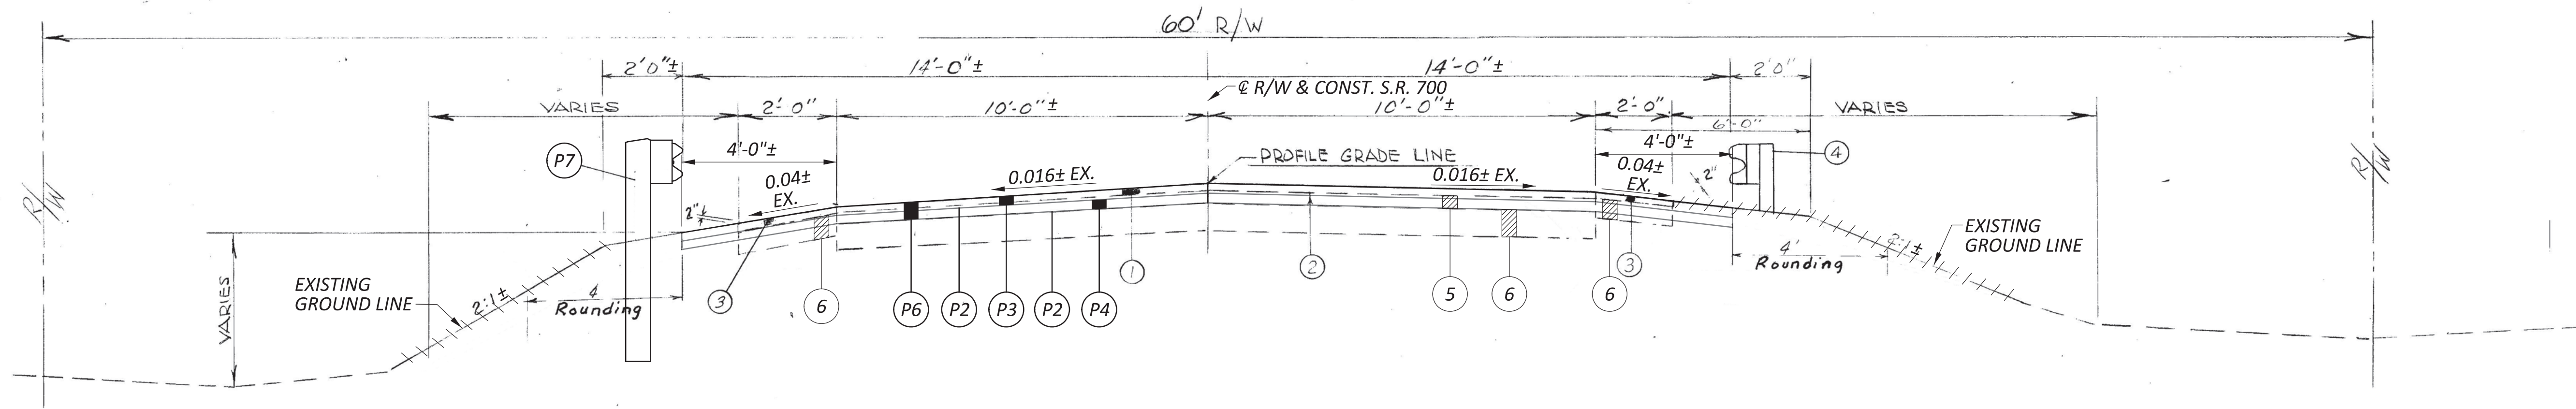 60' R/W
2'0"±
14'-0"±
14'-0"±
2'0"
℄ R/W & CONST. S.R. 700
VARIES
2'-0"
10'-0"±
10'-0"±
2'-0"
VARIES
6'-0"
4'-0"±
4'-0"±
P7
PROFILE GRADE LINE
4
0.04±
EX.
0.016± EX.
0.016± EX.
0.04±
EX.
2"
2"
R/W
R/W
EXISTING
GROUND LINE
2:1±
EXISTING
GROUND LINE
2:1±
4
Rounding
4'
Rounding
VARIES
3
6
P6
P2
P3
P2
P4
1
2
5
6
6
3